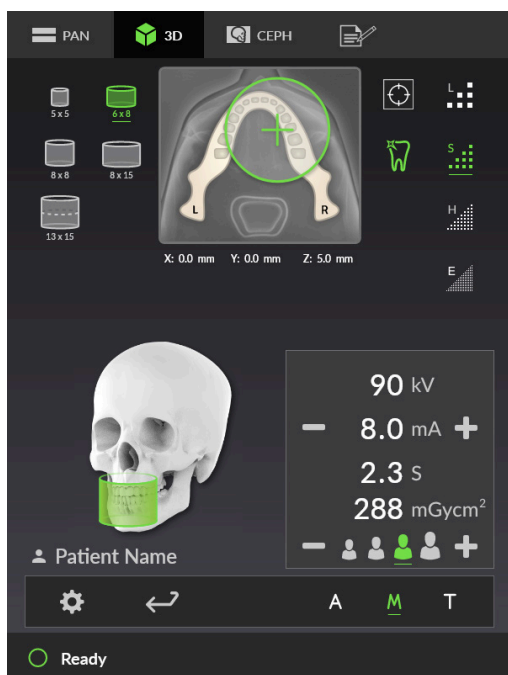 PAN 3D CEPH
5 x 5 6 x 8 L
8 x 8 8 x 15 S
L R
13 x 15 H
X: 0.0 mm Y: 0.0 mm Z: 5.0 mm
E
90 kV
8.0 mA
2.3 S
288 mGycm²
Patient Name
A M T
Ready